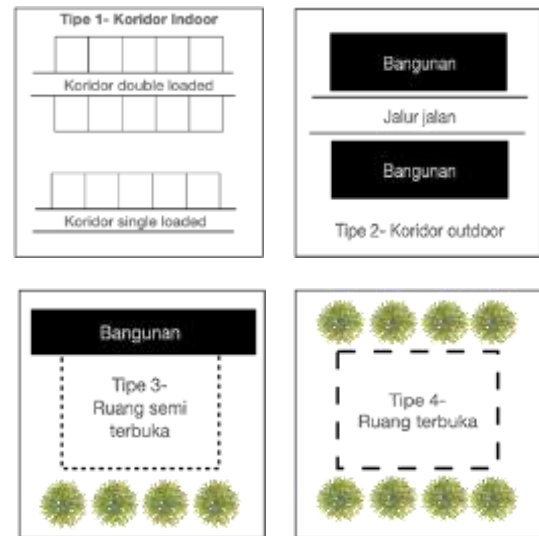 Tipe 1- Koridor Indoor
Koridor double loaded
Koridor single loaded
Bangunan
Jalur jalan
Bangunan
Tipe 2- Koridor outdoor
Bangunan
Tipe 3-
Ruang semi
terbuka
Tipe 4-
Ruang terbuka